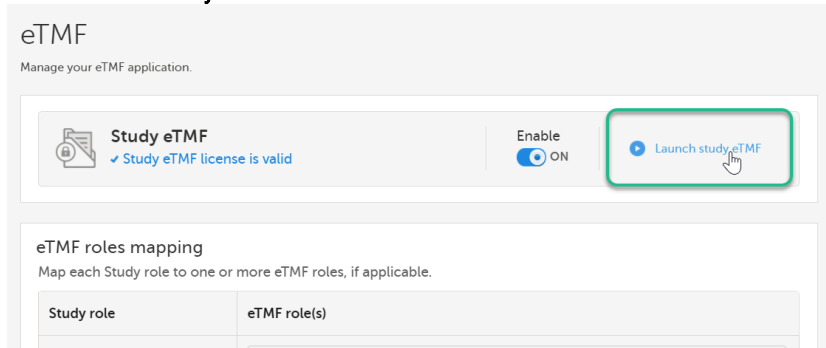 eTMF
Manage your eTMF application.
Study eTMF
✓ Study eTMF license is valid
Enable
ON
Launch study eTMF
eTMF roles mapping
Map each Study role to one or more eTMF roles, if applicable.
Study role
eTMF role(s)